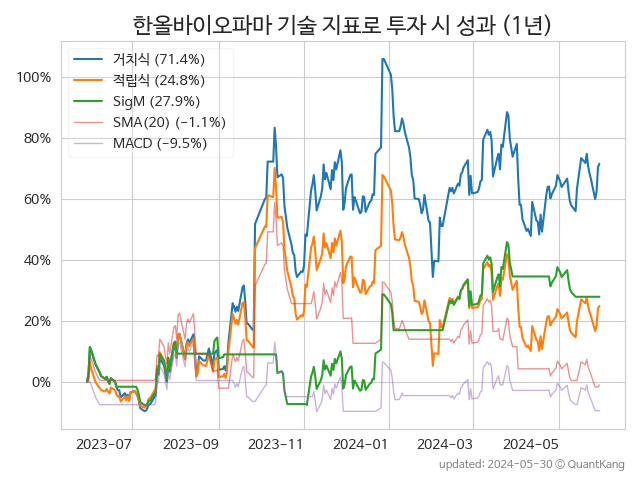 한올바이오파마 기술 지표로 투자 시 성과 (1년)
거치식 (71.4%)
적립식 (24.8%)
SigM (27.9%)
SMA(20) (-1.1%)
MACD (-9.5%)
100%
80%
60%
40%
20%
0%
2023-07 2023-09 2023-11 2024-01 2024-03 2024-05
updated: 2024-05-30 ⓒ QuantKang